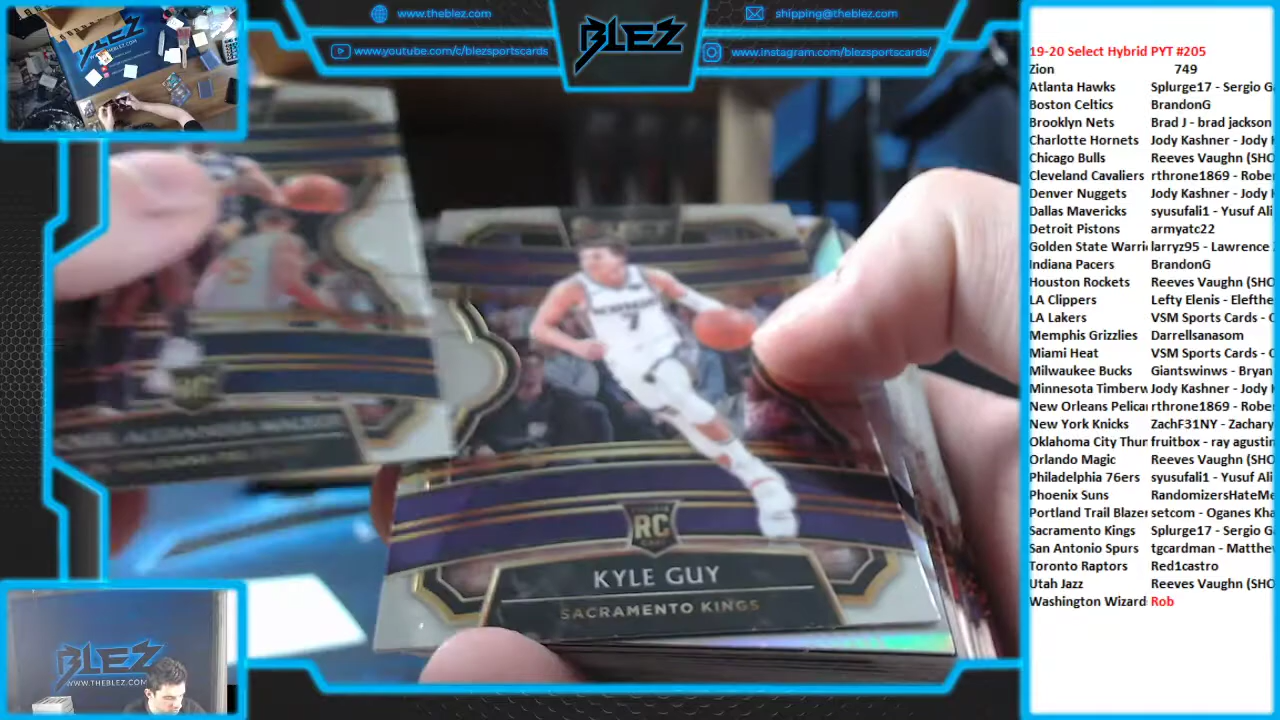 www.theblez.com
www.youtube.com/c/blezsportscards
BLEZ
shipping@theblez.com
www.instagram.com/blezsportscards/
BLEZ
RC
KYLE GUY
SACRAMENTO KINGS
7
RC
BLEZ
WWW.THEBLEZ.COM
19-20 Select Hybrid PYT #205
Zion 749
Atlanta Hawks Splurge17 - Sergio G
Boston Celtics BrandonG
Brooklyn Nets Brad J - brad jackson
Charlotte Hornets Jody Kashner - Jody
Chicago Bulls Reeves Vaughn (SHO
Cleveland Cavaliers rthrone1869 - Robe
Denver Nuggets Jody Kashner - Jody
Dallas Mavericks syusufali1 - Yusuf Ali
Detroit Pistons armyatc22
Golden State Warri larryz95 - Lawrence
Indiana Pacers BrandonG
Houston Rockets Reeves Vaughn (SHO
LA Clippers Lefty Elenis - Elefthe
LA Lakers VSM Sports Cards - C
Memphis Grizzlies Darrellsanasom
Miami Heat VSM Sports Cards - C
Milwaukee Bucks Giantswinws - Bryan
Minnesota Timberw Jody Kashner - Jody
New Orleans Pelica rthrone1869 - Robe
New York Knicks ZachF31NY - Zachary
Oklahoma City Thun fruitbox - ray agustin
Orlando Magic Reeves Vaughn (SHO
Philadelphia 76ers syusufali1 - Yusuf Ali
Phoenix Suns RandomizersHateMe
Portland Trail Blazer setcom - Oganes Kha
Sacramento Kings Splurge17 - Sergio G
San Antonio Spurs tgcardman - Matthew
Toronto Raptors Red1castro
Utah Jazz Reeves Vaughn (SHO
Washington Wizard Rob